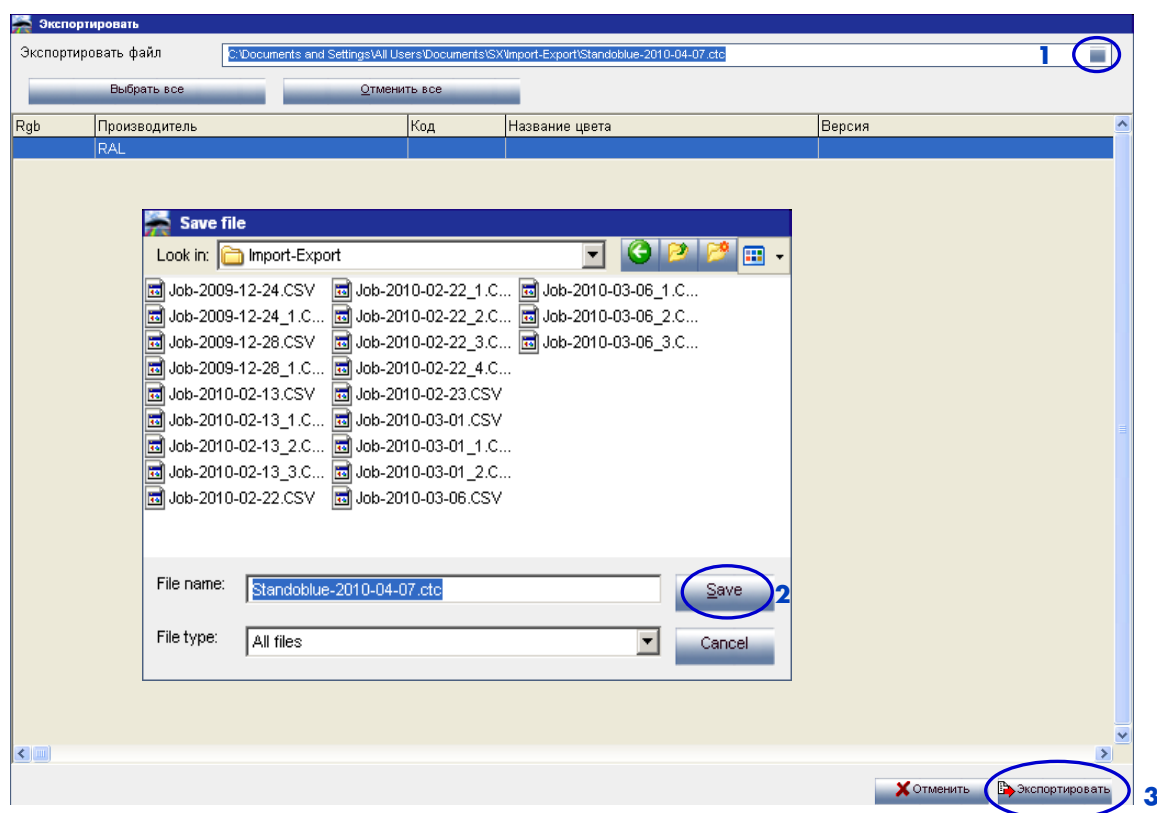 Экспортировать
Экспортировать файл C:\Documents and Settings\All Users\Documents\SX\Import-Export\Standoblue-2010-04-07.ctc 1
Выбрать все Отменить все
Rgb Производитель Код Название цвета Версия
RAL
Save file
Look in: Import-Export
Job-2009-12-24.CSV Job-2010-02-22_1.C... Job-2010-03-06_1.C...
Job-2009-12-24_1.C... Job-2010-02-22_2.C... Job-2010-03-06_2.C...
Job-2009-12-28.CSV Job-2010-02-22_3.C... Job-2010-03-06_3.C...
Job-2009-12-28_1.C... Job-2010-02-22_4.C...
Job-2010-02-13.CSV Job-2010-02-23.CSV
Job-2010-02-13_1.C... Job-2010-03-01.CSV
Job-2010-02-13_2.C... Job-2010-03-01_1.C...
Job-2010-02-13_3.C... Job-2010-03-01_2.C...
Job-2010-02-22.CSV Job-2010-03-06.CSV
File name: Standoblue-2010-04-07.ctc Save 2
File type: All files Cancel
Отменить Экспортировать 3